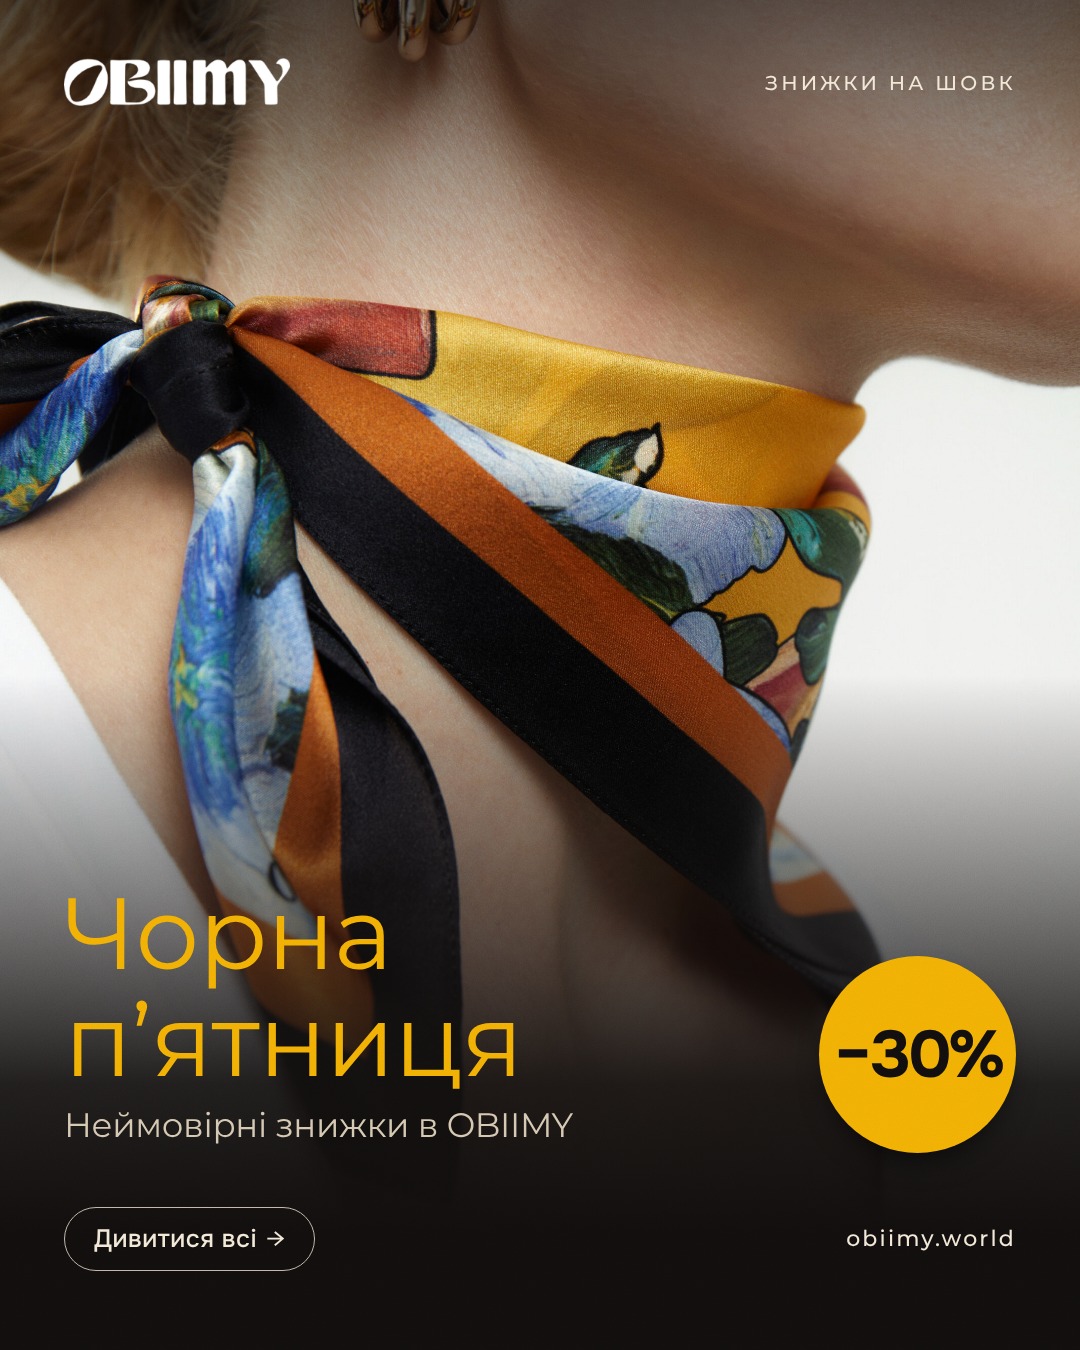 OBIIMY
ЗНИЖКИ НА ШОВК
Чорна
п’ятниця
Неймовірні знижки в OBIIMY
−30%
Дивитися всі →
obiimy.world